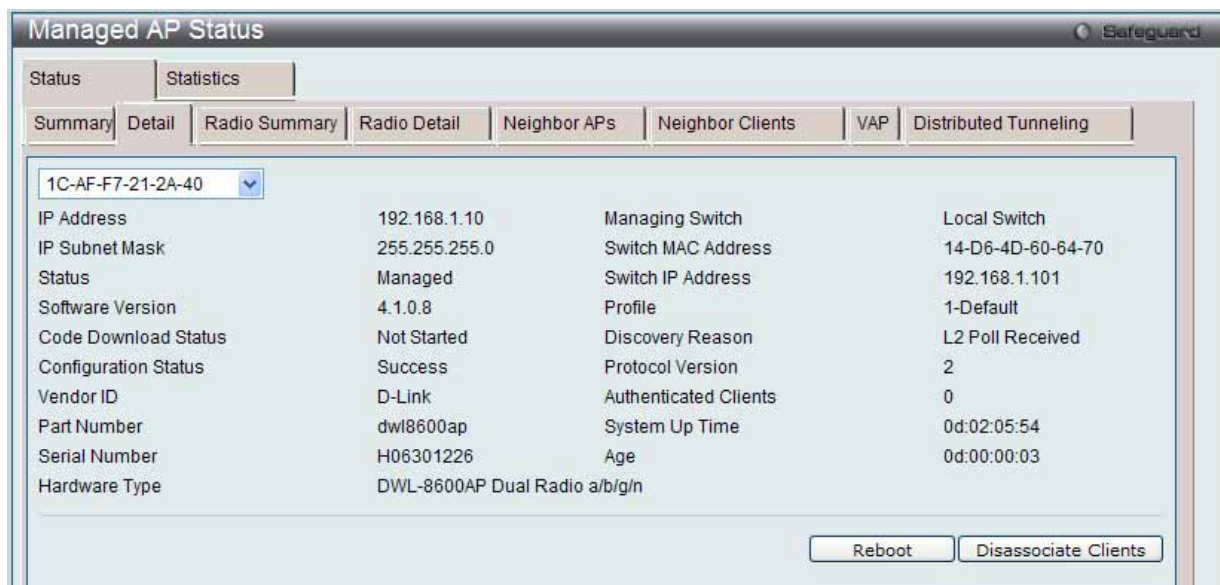 Managed AP Status
Safeguard
Status Statistics
Summary Detail Radio Summary Radio Detail Neighbor APs Neighbor Clients VAP Distributed Tunneling
1C-AF-F7-21-2A-40
IP Address 192.168.1.10 Managing Switch Local Switch
IP Subnet Mask 255.255.255.0 Switch MAC Address 14-D6-4D-60-64-70
Status Managed Switch IP Address 192.168.1.101
Software Version 4.1.0.8 Profile 1-Default
Code Download Status Not Started Discovery Reason L2 Poll Received
Configuration Status Success Protocol Version 2
Vendor ID D-Link Authenticated Clients 0
Part Number dwl8600ap System Up Time 0d:02:05:54
Serial Number H06301226 Age 0d:00:00:03
Hardware Type DWL-8600AP Dual Radio a/b/g/n
Reboot Disassociate Clients